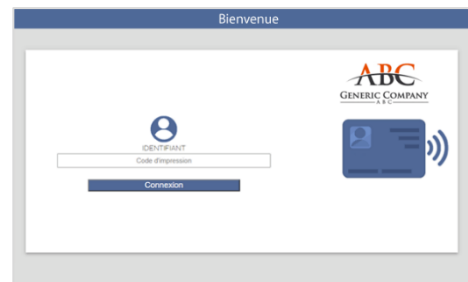 Bienvenue
ABC
GENERIC COMPANY
ABC
IDENTIFIANT
Code d'impression
Connexion